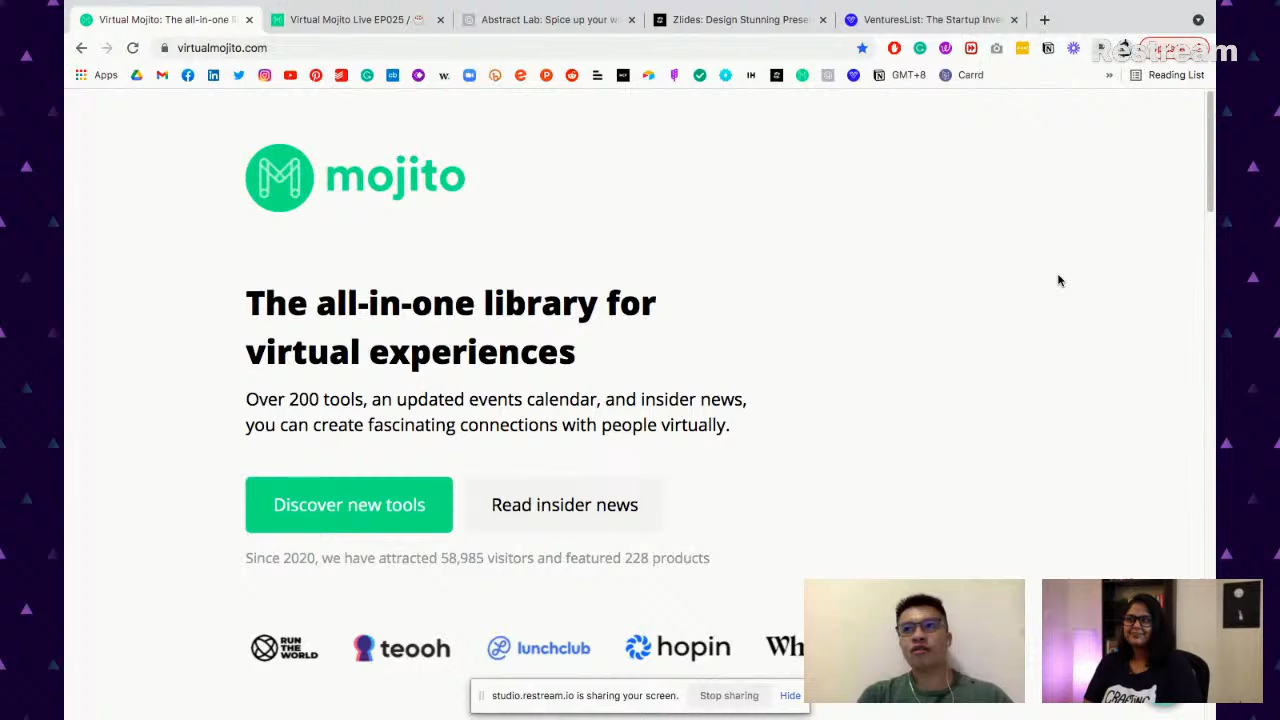 Virtual Mojito: The all-in-one li
Virtual Mojito Live EP025 /
Abstract Lab: Spice up your w
Zlides: Design Stunning Prese
VenturesList: The Startup Inve
virtualmojito.com
Restream
Apps
GMT+8
Carrd
Reading List
mojito
The all-in-one library for
virtual experiences
Over 200 tools, an updated events calendar, and insider news,
you can create fascinating connections with people virtually.
Discover new tools
Read insider news
Since 2020, we have attracted 58,985 visitors and featured 228 products
RUN
THE
WORLD
teooh
lunchclub
hopin
Wh
studio.restream.io is sharing your screen.
Stop sharing
Hide
CRAFTING